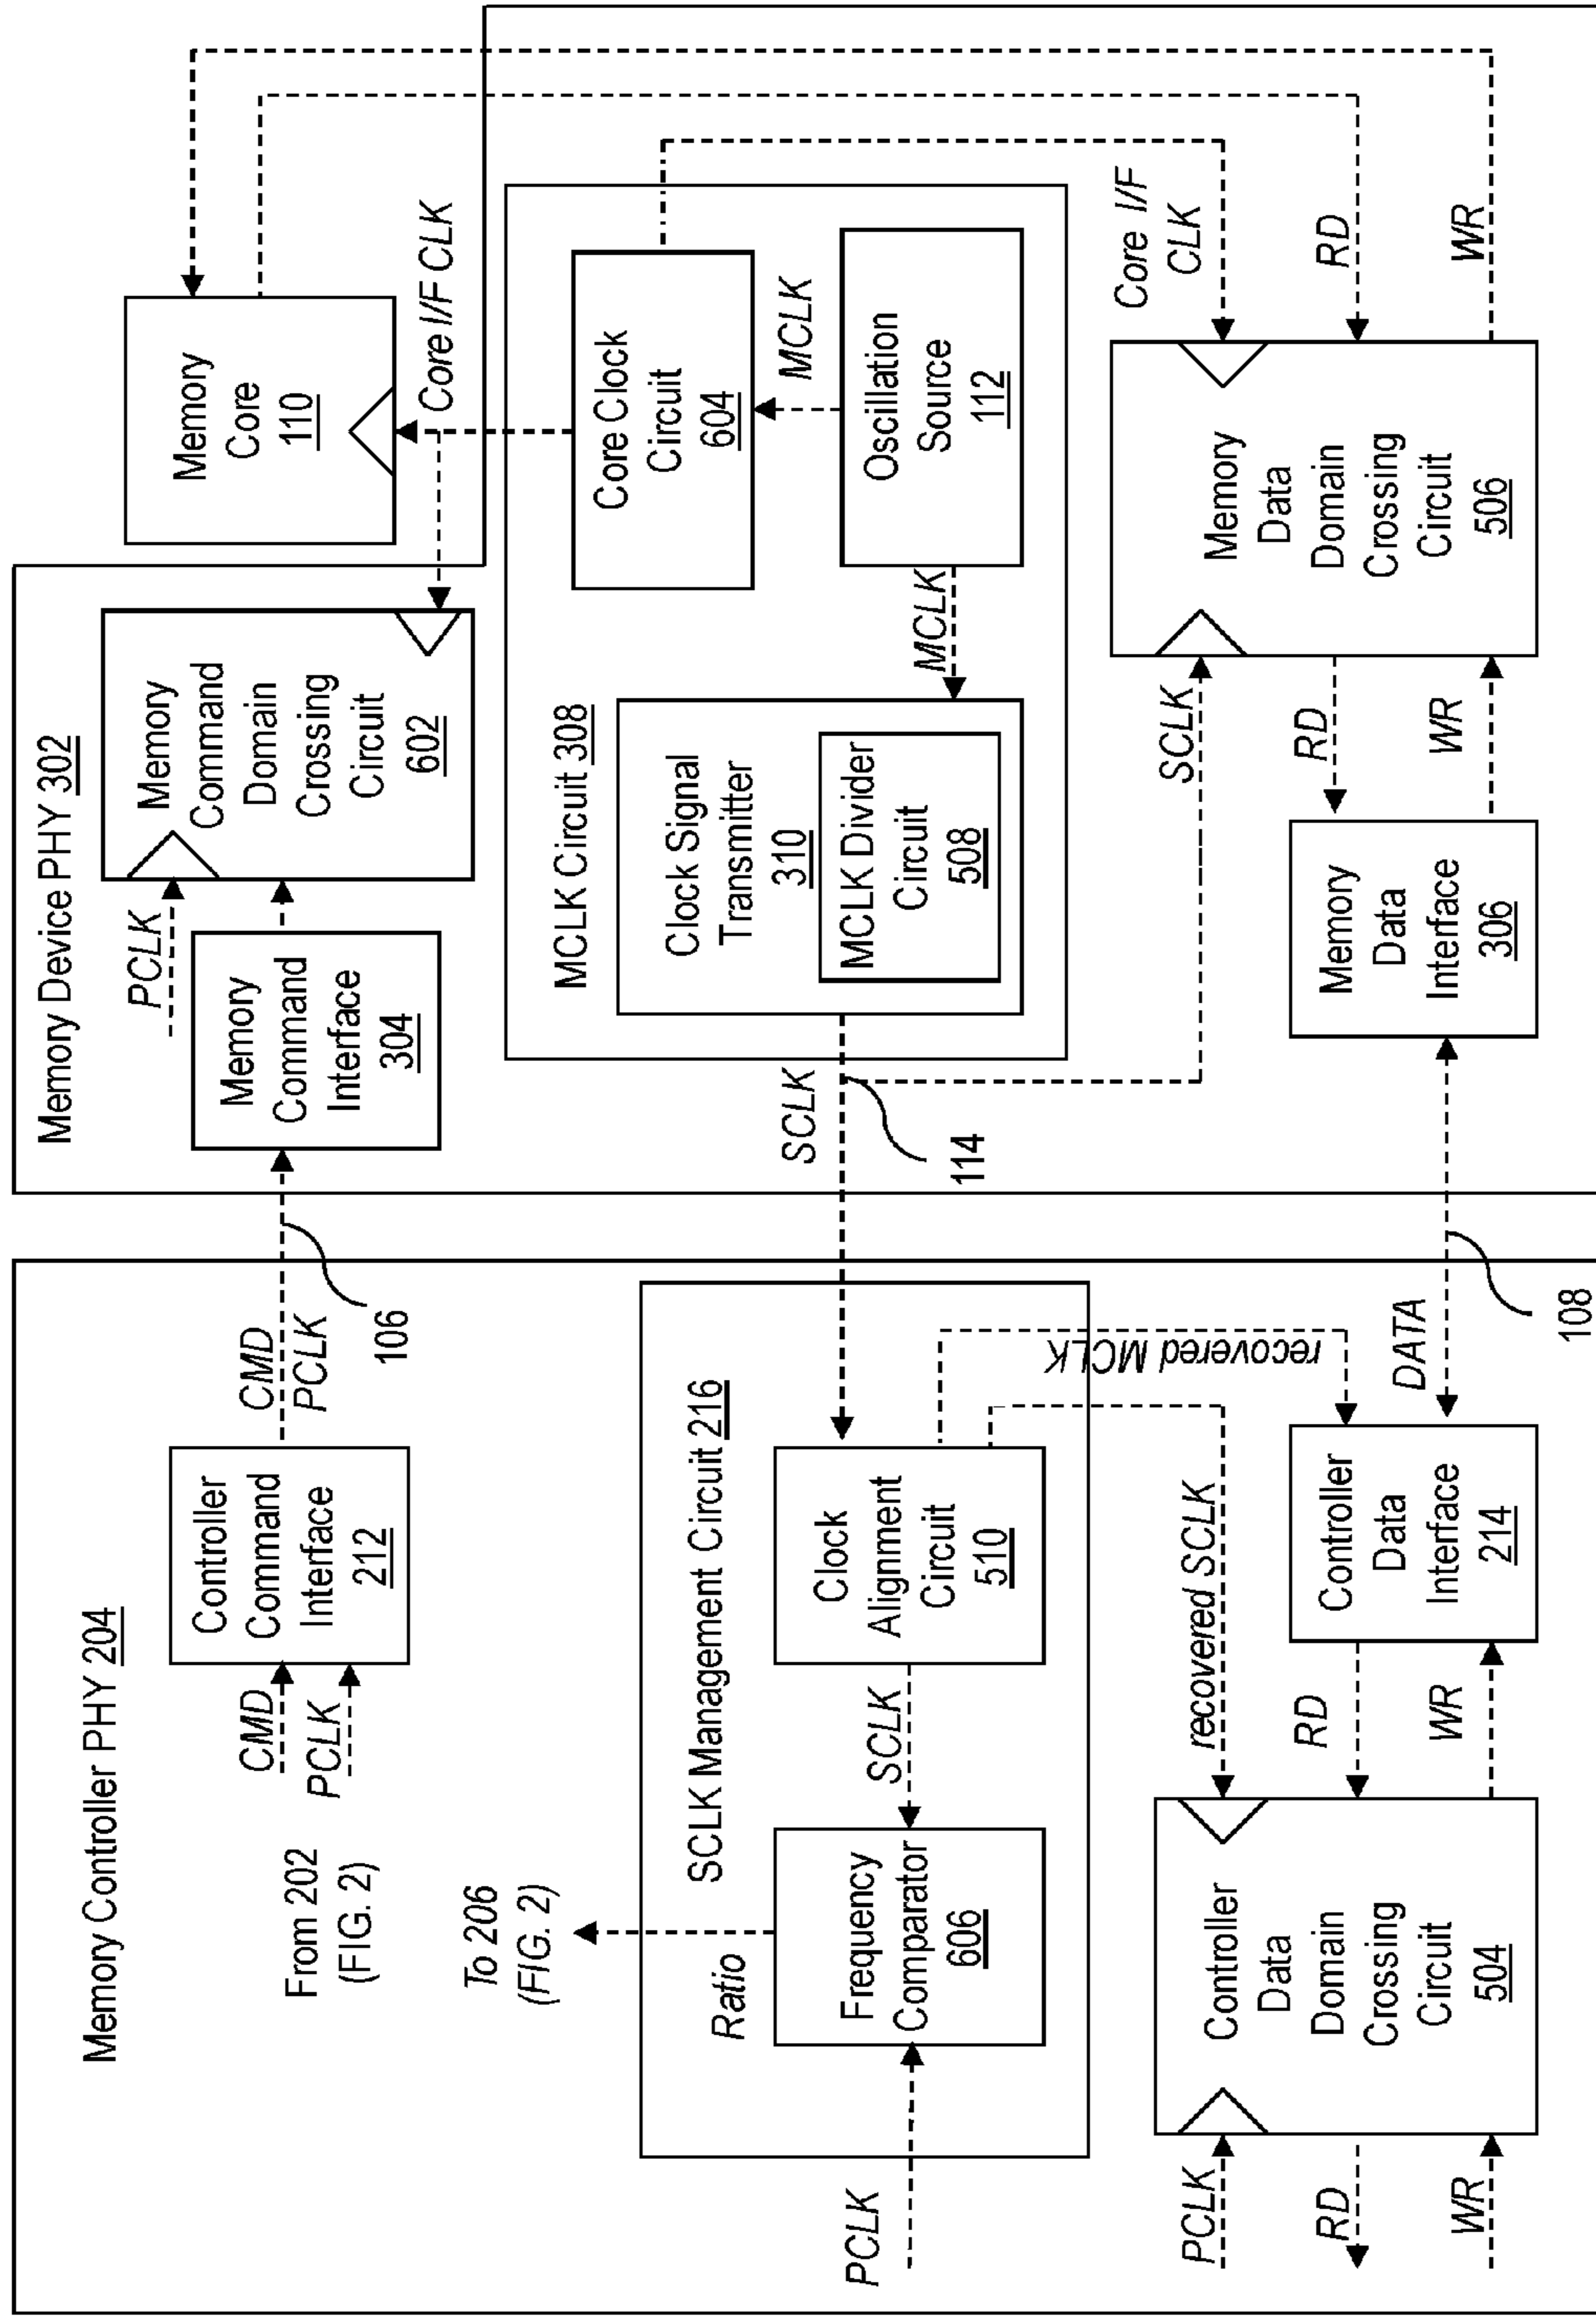 Memory Controller PHY 204
CMD
PCLK
From 202
(FIG. 2)
Controller
Command
Interface
212
CMD
PCLK
106
To 206
(FIG. 2)
Ratio
SCLK Management Circuit 216
PCLK
Frequency
Comparator
606
SCLK
Clock
Alignment
Circuit
510
recovered MCLK
recovered SCLK
PCLK
RD
WR
Controller
Data
Domain
Crossing
Circuit
504
RD
WR
Controller
Data
Interface
214
DATA
108
Memory Device PHY 302
PCLK
Memory
Command
Interface
304
Memory
Command
Domain
Crossing
Circuit
602
Memory
Core
110
Core I/F CLK
MCLK Circuit 308
SCLK
114
Clock Signal
Transmitter
310
MCLK Divider
Circuit
508
MCLK
Core Clock
Circuit
604
MCLK
Oscillation
Source
112
SCLK
RD
WR
Memory
Data
Interface
306
Memory
Data
Domain
Crossing
Circuit
506
Core I/F
CLK
RD
WR